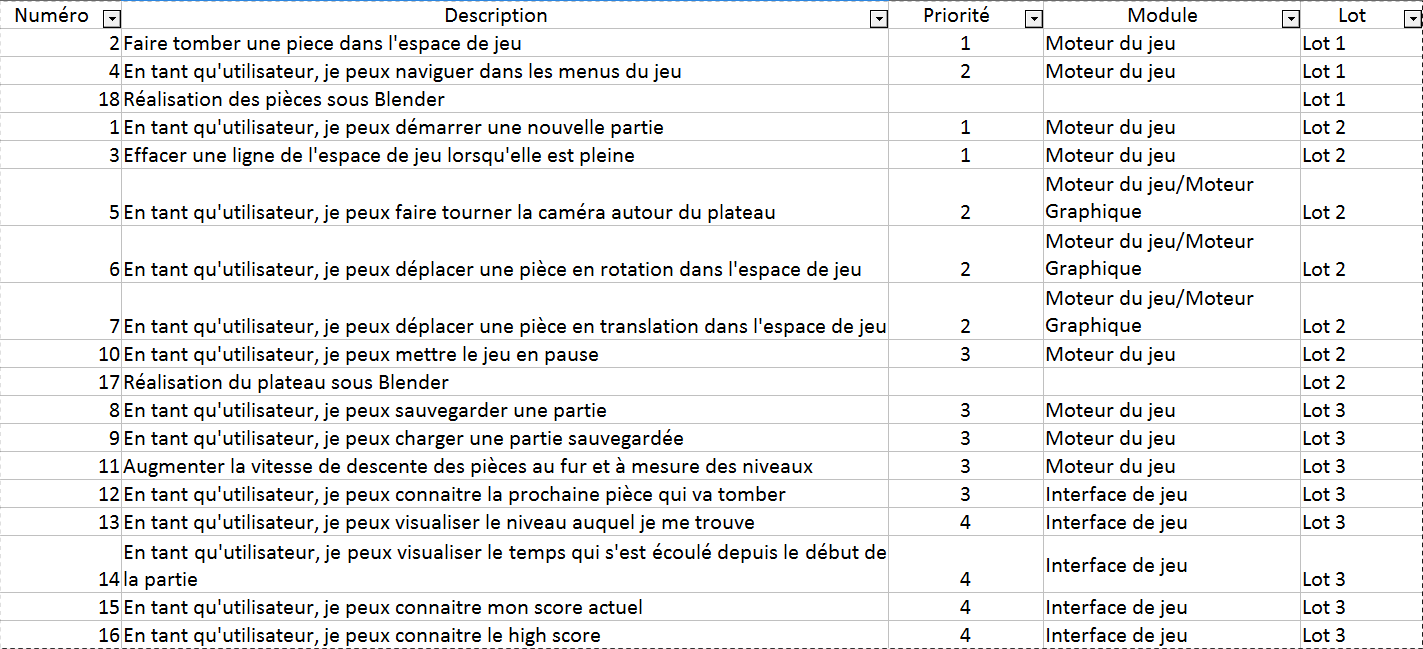 Numéro Description Priorité Module Lot
2 Faire tomber une piece dans l'espace de jeu 1 Moteur du jeu Lot 1
4 En tant qu'utilisateur, je peux naviguer dans les menus du jeu 2 Moteur du jeu Lot 1
18 Réalisation des pièces sous Blender Lot 1
1 En tant qu'utilisateur, je peux démarrer une nouvelle partie 1 Moteur du jeu Lot 2
3 Effacer une ligne de l'espace de jeu lorsqu'elle est pleine 1 Moteur du jeu Lot 2
Moteur du jeu/Moteur
5 En tant qu'utilisateur, je peux faire tourner la caméra autour du plateau 2 Graphique Lot 2
Moteur du jeu/Moteur
6 En tant qu'utilisateur, je peux déplacer une pièce en rotation dans l'espace de jeu 2 Graphique Lot 2
Moteur du jeu/Moteur
7 En tant qu'utilisateur, je peux déplacer une pièce en translation dans l'espace de jeu 2 Graphique Lot 2
10 En tant qu'utilisateur, je peux mettre le jeu en pause 3 Moteur du jeu Lot 2
17 Réalisation du plateau sous Blender Lot 2
8 En tant qu'utilisateur, je peux sauvegarder une partie 3 Moteur du jeu Lot 3
9 En tant qu'utilisateur, je peux charger une partie sauvegardée 3 Moteur du jeu Lot 3
11 Augmenter la vitesse de descente des pièces au fur et à mesure des niveaux 3 Moteur du jeu Lot 3
12 En tant qu'utilisateur, je peux connaitre la prochaine pièce qui va tomber 3 Interface de jeu Lot 3
13 En tant qu'utilisateur, je peux visualiser le niveau auquel je me trouve 4 Interface de jeu Lot 3
En tant qu'utilisateur, je peux visualiser le temps qui s'est écoulé depuis le début de
14 la partie 4 Interface de jeu Lot 3
15 En tant qu'utilisateur, je peux connaitre mon score actuel 4 Interface de jeu Lot 3
16 En tant qu'utilisateur, je peux connaitre le high score 4 Interface de jeu Lot 3